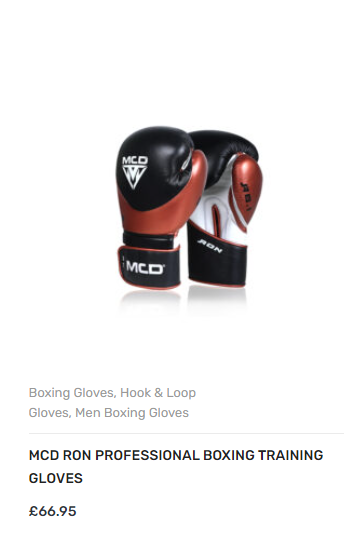 MCD
MCD
R-1
RON
Boxing Gloves, Hook & Loop
Gloves, Men Boxing Gloves
MCD RON PROFESSIONAL BOXING TRAINING
GLOVES
£66.95